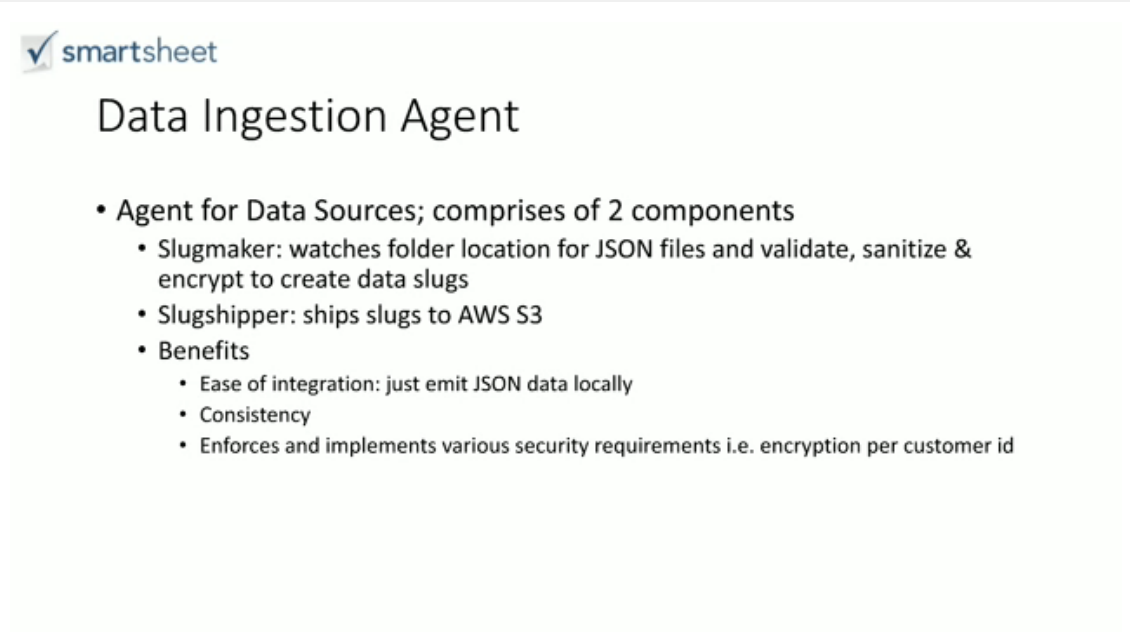 smartsheet
Data Ingestion Agent
• Agent for Data Sources; comprises of 2 components
• Slugmaker: watches folder location for JSON files and validate, sanitize &
encrypt to create data slugs
• Slugshipper: ships slugs to AWS S3
• Benefits
• Ease of integration: just emit JSON data locally
• Consistency
• Enforces and implements various security requirements i.e. encryption per customer id